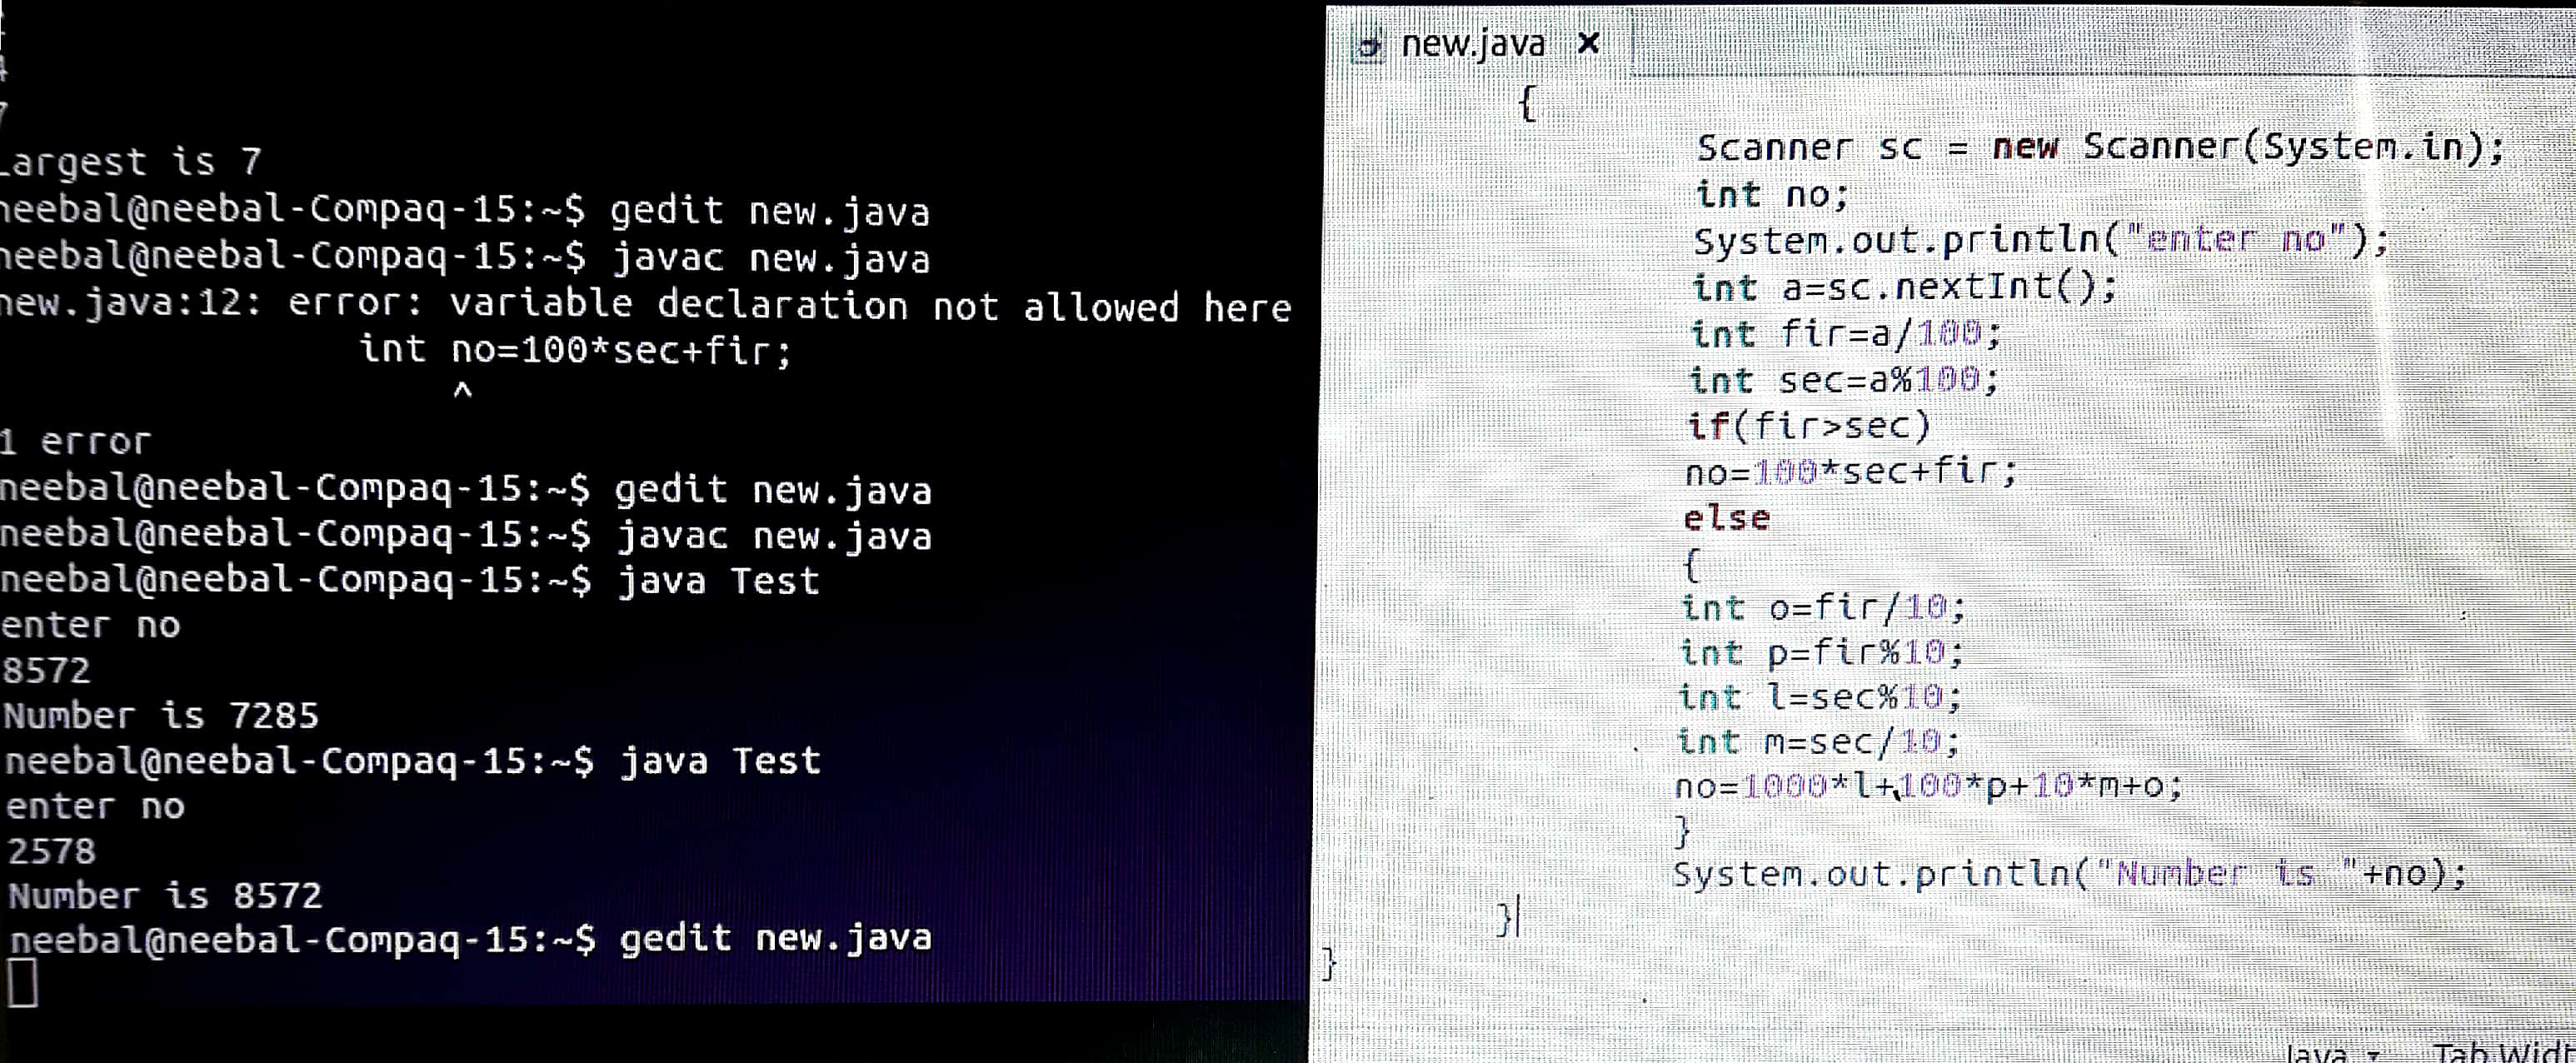 4
7
Largest is 7
neebal@neebal-Compaq-15:~$ gedit new.java
neebal@neebal-Compaq-15:~$ javac new.java
new.java:12: error: variable declaration not allowed here
int no=100*sec+fir;
^
1 error
neebal@neebal-Compaq-15:~$ gedit new.java
neebal@neebal-Compaq-15:~$ javac new.java
neebal@neebal-Compaq-15:~$ java Test
enter no
8572
Number is 7285
neebal@neebal-Compaq-15:~$ java Test
enter no
2578
Number is 8572
neebal@neebal-Compaq-15:~$ gedit new.java
new.java ×
{
Scanner sc = new Scanner(System.in);
int no;
System.out.println("enter no");
int a=sc.nextInt();
int fir=a/100;
int sec=a%100;
if(fir>sec)
no=100*sec+fir;
else
{
int o=fir/10;
int p=fir%10;
int l=sec%10;
int m=sec/10;
no=1000*l+100*p+10*m+o;
}
System.out.println("Number is "+no);
}
}
Java Tab